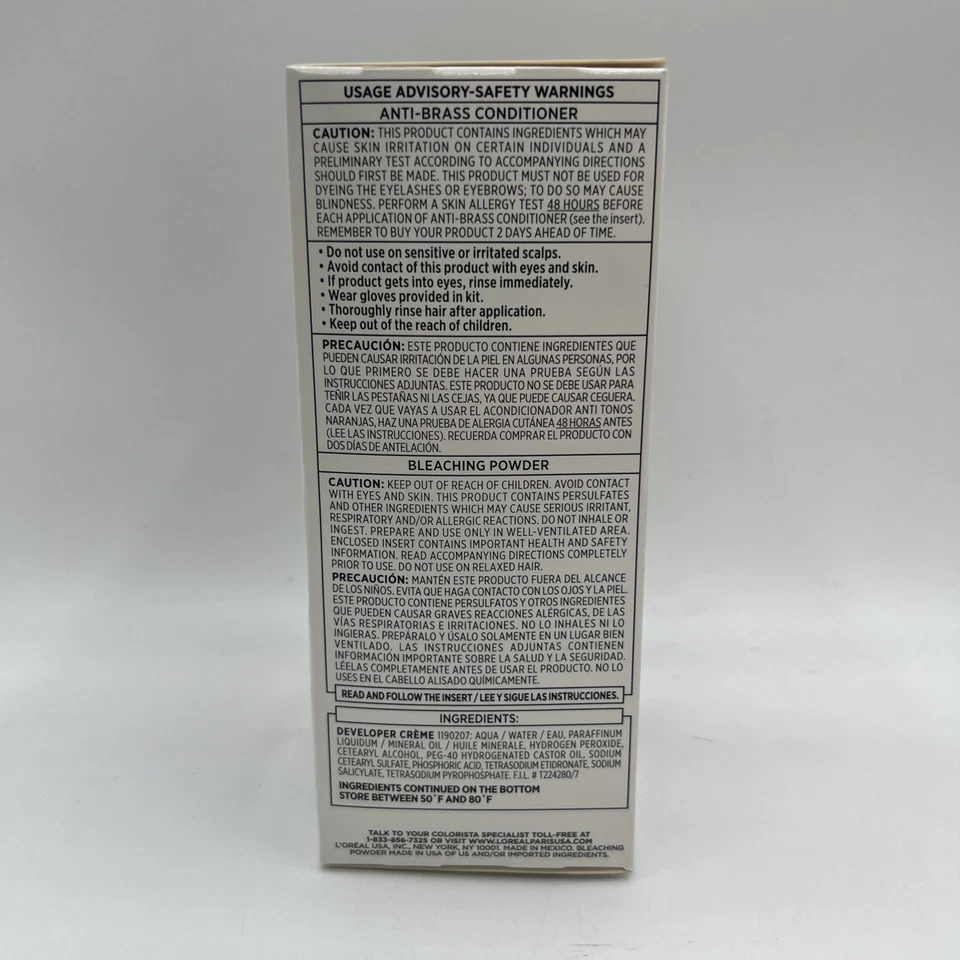 USAGE ADVISORY-SAFETY WARNINGS
ANTI-BRASS CONDITIONER
CAUTION: THIS PRODUCT CONTAINS INGREDIENTS WHICH MAY
CAUSE SKIN IRRITATION ON CERTAIN INDIVIDUALS AND A
PRELIMINARY TEST ACCORDING TO ACCOMPANYING DIRECTIONS
SHOULD FIRST BE MADE. THIS PRODUCT MUST NOT BE USED FOR
DYEING THE EYELASHES OR EYEBROWS; TO DO SO MAY CAUSE
BLINDNESS. PERFORM A SKIN ALLERGY TEST 48 HOURS BEFORE
EACH APPLICATION OF ANTI-BRASS CONDITIONER (see the insert).
REMEMBER TO BUY YOUR PRODUCT 2 DAYS AHEAD OF TIME.
• Do not use on sensitive or irritated scalps.
• Avoid contact of this product with eyes and skin.
• If product gets into eyes, rinse immediately.
• Wear gloves provided in kit.
• Thoroughly rinse hair after application.
• Keep out of the reach of children.
PRECAUCIÓN: ESTE PRODUCTO CONTIENE INGREDIENTES QUE
PUEDEN CAUSAR IRRITACIÓN DE LA PIEL EN ALGUNAS PERSONAS, POR
LO QUE PRIMERO SE DEBE HACER UNA PRUEBA SEGÚN LAS
INSTRUCCIONES ADJUNTAS. ESTE PRODUCTO NO SE DEBE USAR PARA
TEÑIR LAS PESTAÑAS NI LAS CEJAS, YA QUE PUEDE CAUSAR CEGUERA.
CADA VEZ QUE VAYAS A USAR EL ACONDICIONADOR ANTI TONOS
NARANJAS, HAZ UNA PRUEBA DE ALERGIA CUTÁNEA 48 HORAS ANTES
(LEE LAS INSTRUCCIONES). RECUERDA COMPRAR EL PRODUCTO CON
DOS DÍAS DE ANTELACIÓN.
BLEACHING POWDER
CAUTION: KEEP OUT OF REACH OF CHILDREN. AVOID CONTACT
WITH EYES AND SKIN. THIS PRODUCT CONTAINS PERSULFATES
AND OTHER INGREDIENTS WHICH MAY CAUSE SERIOUS IRRITANT,
RESPIRATORY AND/OR ALLERGIC REACTIONS. DO NOT INHALE OR
INGEST. PREPARE AND USE ONLY IN WELL-VENTILATED AREA.
ENCLOSED INSERT CONTAINS IMPORTANT HEALTH AND SAFETY
INFORMATION. READ ACCOMPANYING DIRECTIONS COMPLETELY
PRIOR TO USE. DO NOT USE ON RELAXED HAIR.
PRECAUCIÓN: MANTÉN ESTE PRODUCTO FUERA DEL ALCANCE
DE LOS NIÑOS. EVITA QUE HAGA CONTACTO CON LOS OJOS Y LA PIEL.
ESTE PRODUCTO CONTIENE PERSULFATOS Y OTROS INGREDIENTES
QUE PUEDEN CAUSAR GRAVES REACCIONES ALÉRGICAS, DE LAS
VÍAS RESPIRATORIAS E IRRITACIONES. NO LO INHALES NI LO
INGIERAS. PREPÁRALO Y ÚSALO SOLAMENTE EN UN LUGAR BIEN
VENTILADO. LAS INSTRUCCIONES ADJUNTAS CONTIENEN
INFORMACIÓN IMPORTANTE SOBRE LA SALUD Y LA SEGURIDAD.
LÉELAS COMPLETAMENTE ANTES DE USAR EL PRODUCTO. NO LO
USES EN EL CABELLO ALISADO QUÍMICAMENTE.
READ AND FOLLOW THE INSERT / LEE Y SIGUE LAS INSTRUCCIONES.
INGREDIENTS:
DEVELOPER CRÈME 1190207: AQUA / WATER / EAU, PARAFFINUM
LIQUIDUM / MINERAL OIL / HUILE MINERALE, HYDROGEN PEROXIDE,
CETEARYL ALCOHOL, PEG-40 HYDROGENATED CASTOR OIL, SODIUM
CETEARYL SULFATE, PHOSPHORIC ACID, TETRASODIUM ETIDRONATE, SODIUM
SALICYLATE, TETRASODIUM PYROPHOSPHATE. F.I.L. # T224280/7
INGREDIENTS CONTINUED ON THE BOTTOM
STORE BETWEEN 50˚F AND 80˚F
TALK TO YOUR COLORISTA SPECIALIST TOLL-FREE AT
1-833-856-7325 OR VISIT WWW.LOREALPARISUSA.COM
L'ORÉAL USA, INC., NEW YORK, NY 10001. MADE IN MEXICO. BLEACHING
POWDER MADE IN USA OF US AND/OR IMPORTED INGREDIENTS.